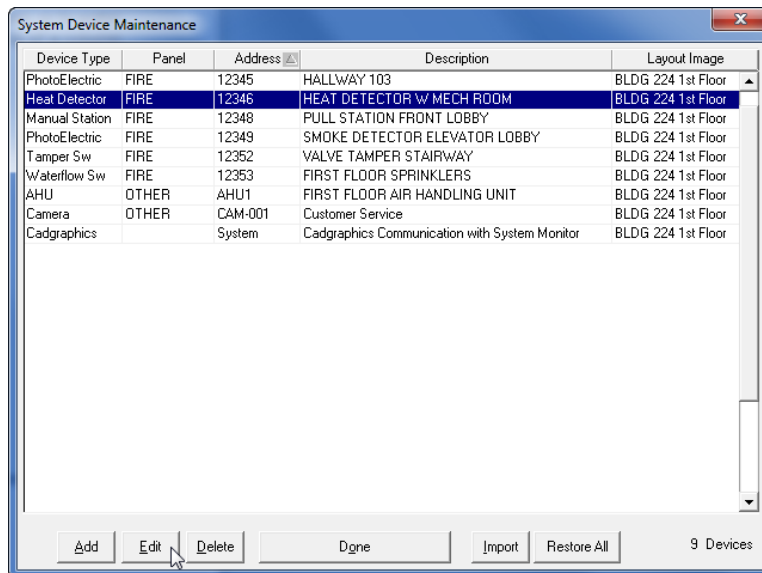 System Device Maintenance
Device Type Panel Address Description Layout Image
PhotoElectric FIRE 12345 HALLWAY 103 BLDG 224 1st Floor
Heat Detector FIRE 12346 HEAT DETECTOR W MECH ROOM BLDG 224 1st Floor
Manual Station FIRE 12348 PULL STATION FRONT LOBBY BLDG 224 1st Floor
PhotoElectric FIRE 12349 SMOKE DETECTOR ELEVATOR LOBBY BLDG 224 1st Floor
Tamper Sw FIRE 12352 VALVE TAMPER STAIRWAY BLDG 224 1st Floor
Waterflow Sw FIRE 12353 FIRST FLOOR SPRINKLERS BLDG 224 1st Floor
AHU OTHER AHU1 FIRST FLOOR AIR HANDLING UNIT BLDG 224 1st Floor
Camera OTHER CAM-001 Customer Service BLDG 224 1st Floor
Cadgraphics System Cadgraphics Communication with System Monitor BLDG 224 1st Floor
Add Edit Delete Done Import Restore All 9 Devices